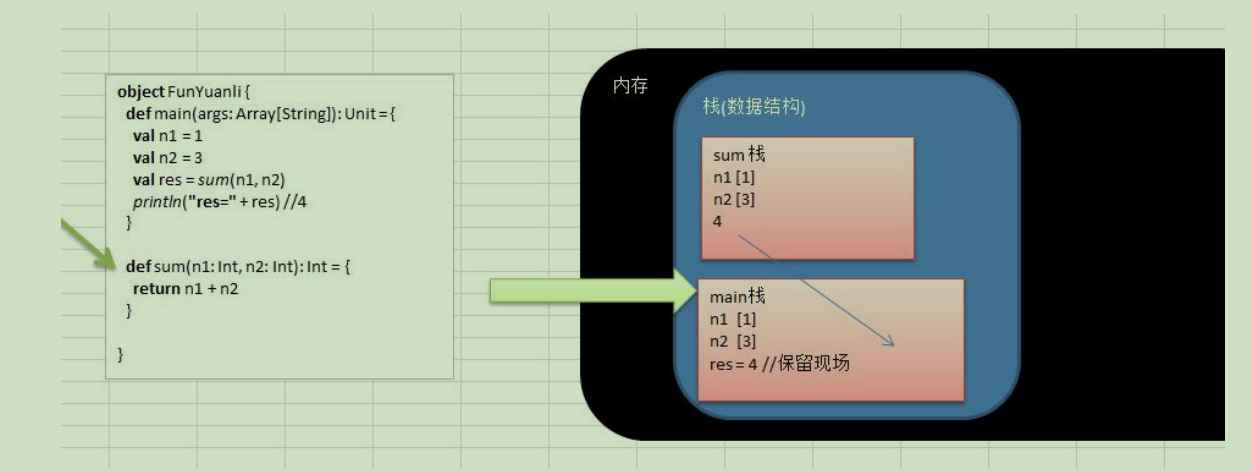 object FunYuanli {
def main(args: Array[String]): Unit = {
val n1 = 1
val n2 = 3
val res = sum(n1, n2)
println("res=" + res) //4
}
def sum(n1: Int, n2: Int): Int = {
return n1 + n2
}
}
内存
栈(数据结构)
sum 栈
n1 [1]
n2 [3]
4
main栈
n1 [1]
n2 [3]
res = 4 //保留现场